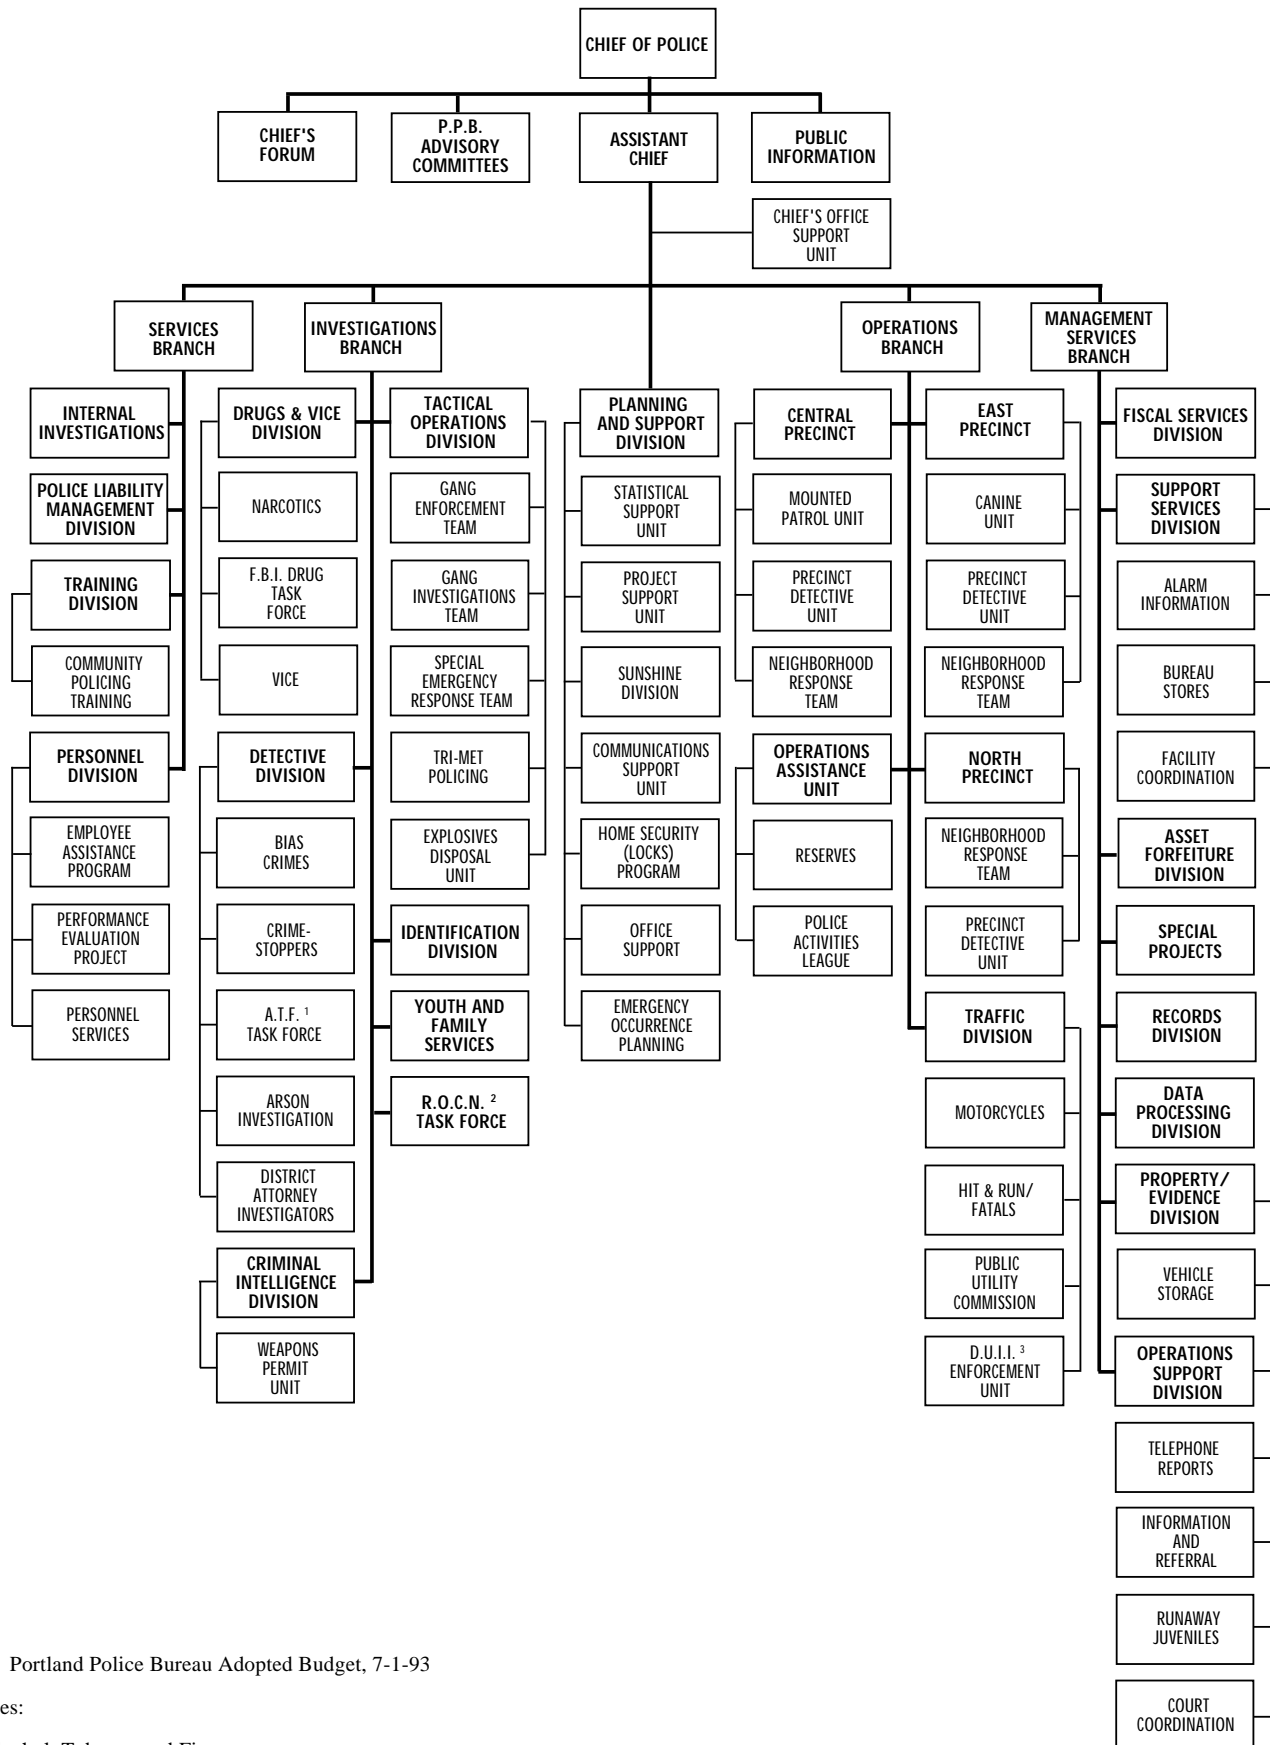 CHIEF OF POLICE
CHIEF'S
FORUM
P.P.B.
ADVISORY
COMMITTEES
ASSISTANT
CHIEF
PUBLIC
INFORMATION
CHIEF'S OFFICE
SUPPORT
UNIT
SERVICES
BRANCH
INVESTIGATIONS
BRANCH
OPERATIONS
BRANCH
MANAGEMENT
SERVICES
BRANCH
INTERNAL
INVESTIGATIONS
POLICE LIABILITY
MANAGEMENT
DIVISION
TRAINING
DIVISION
COMMUNITY
POLICING
TRAINING
PERSONNEL
DIVISION
EMPLOYEE
ASSISTANCE
PROGRAM
PERFORMANCE
EVALUATION
PROJECT
PERSONNEL
SERVICES
DRUGS & VICE
DIVISION
NARCOTICS
F.B.I. DRUG
TASK
FORCE
VICE
DETECTIVE
DIVISION
BIAS
CRIMES
CRIME-
STOPPERS
A.T.F. 1
TASK FORCE
ARSON
INVESTIGATION
DISTRICT
ATTORNEY
INVESTIGATORS
CRIMINAL
INTELLIGENCE
DIVISION
WEAPONS
PERMIT
UNIT
TACTICAL
OPERATIONS
DIVISION
GANG
ENFORCEMENT
TEAM
GANG
INVESTIGATIONS
TEAM
SPECIAL
EMERGENCY
RESPONSE TEAM
TRI-MET
POLICING
EXPLOSIVES
DISPOSAL
UNIT
IDENTIFICATION
DIVISION
YOUTH AND
FAMILY
SERVICES
R.O.C.N. 2
TASK FORCE
PLANNING
AND SUPPORT
DIVISION
STATISTICAL
SUPPORT
UNIT
PROJECT
SUPPORT
UNIT
SUNSHINE
DIVISION
COMMUNICATIONS
SUPPORT
UNIT
HOME SECURITY
(LOCKS)
PROGRAM
OFFICE
SUPPORT
EMERGENCY
OCCURRENCE
PLANNING
CENTRAL
PRECINCT
MOUNTED
PATROL UNIT
PRECINCT
DETECTIVE
UNIT
NEIGHBORHOOD
RESPONSE
TEAM
OPERATIONS
ASSISTANCE
UNIT
RESERVES
POLICE
ACTIVITIES
LEAGUE
EAST
PRECINCT
CANINE
UNIT
PRECINCT
DETECTIVE
UNIT
NEIGHBORHOOD
RESPONSE
TEAM
NORTH
PRECINCT
NEIGHBORHOOD
RESPONSE
TEAM
PRECINCT
DETECTIVE
UNIT
TRAFFIC
DIVISION
MOTORCYCLES
HIT & RUN/
FATALS
PUBLIC
UTILITY
COMMISSION
D.U.I.I. 3
ENFORCEMENT
UNIT
FISCAL SERVICES
DIVISION
SUPPORT
SERVICES
DIVISION
ALARM
INFORMATION
BUREAU
STORES
FACILITY
COORDINATION
ASSET
FORFEITURE
DIVISION
SPECIAL
PROJECTS
RECORDS
DIVISION
DATA
PROCESSING
DIVISION
PROPERTY/
EVIDENCE
DIVISION
VEHICLE
STORAGE
OPERATIONS
SUPPORT
DIVISION
TELEPHONE
REPORTS
INFORMATION
AND
REFERRAL
RUNAWAY
JUVENILES
COURT
COORDINATION
Portland Police Bureau Adopted Budget, 7-1-93
es: